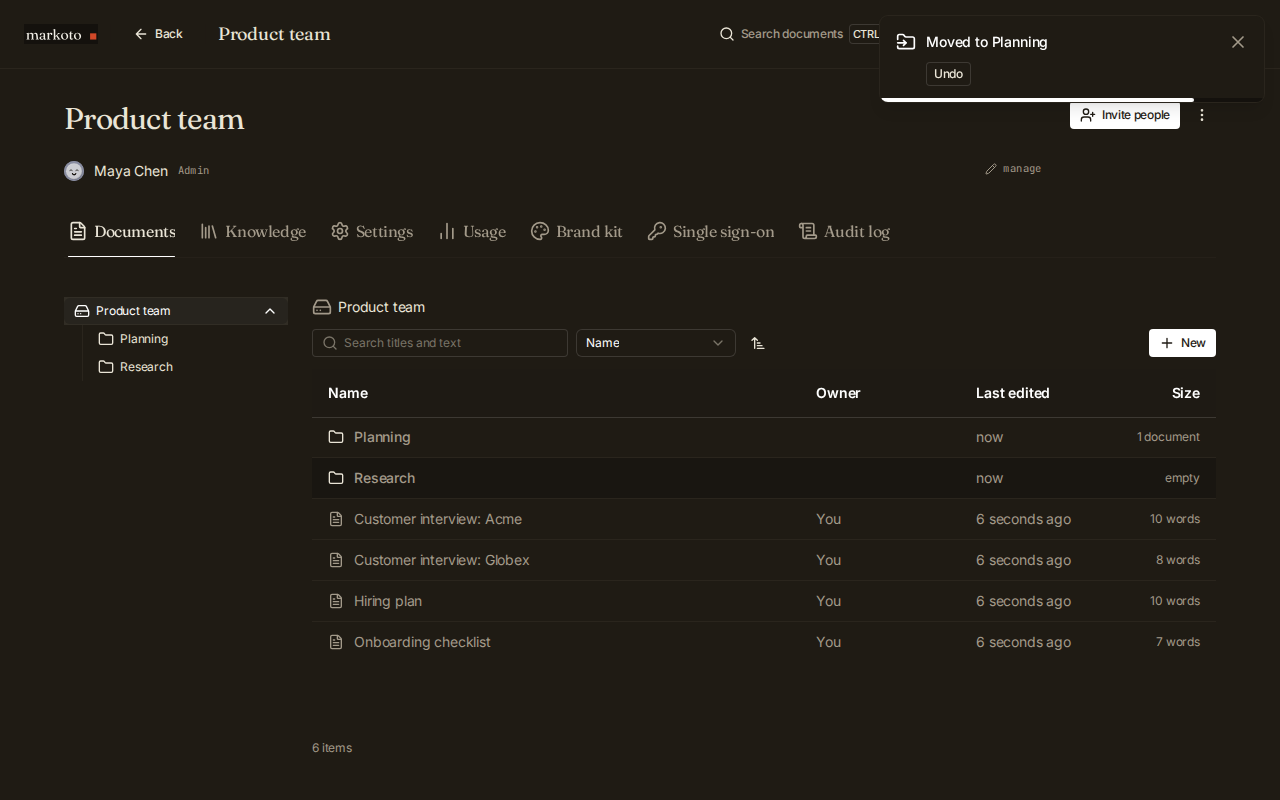 markoto
Back
Product team
Search documents CTRL
Moved to Planning
Undo
Product team
Invite people
Maya Chen Admin
manage
Documents Knowledge Settings Usage Brand kit Single sign-on Audit log
Product team
Planning
Research
Product team
Search titles and text Name New
Name Owner Last edited Size
Planning now 1 document
Research now empty
Customer interview: Acme You 6 seconds ago 10 words
Customer interview: Globex You 6 seconds ago 8 words
Hiring plan You 6 seconds ago 10 words
Onboarding checklist You 6 seconds ago 7 words
6 items